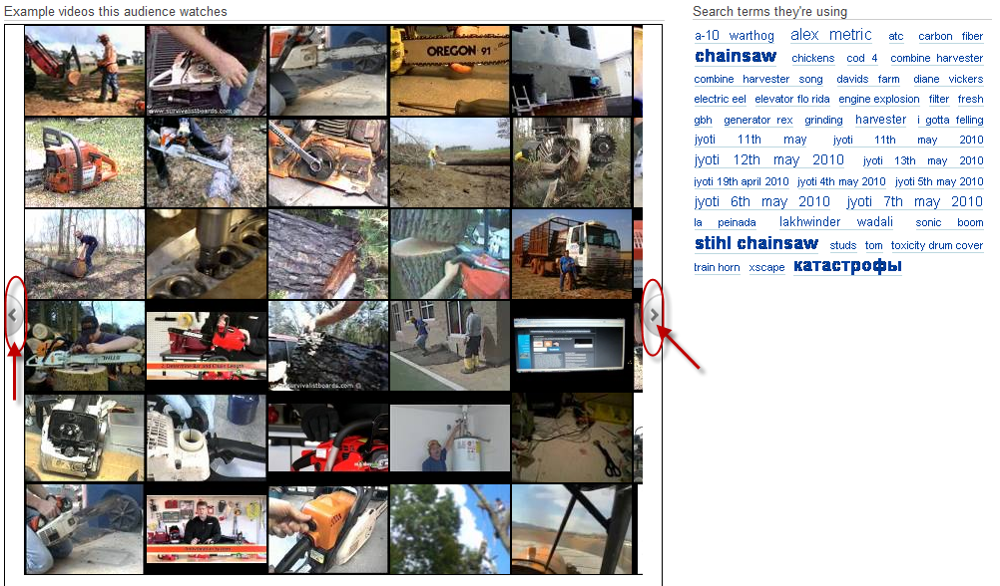 Example videos this audience watches
Search terms they're using
a-10 warthog alex metric atc carbon fiber
chainsaw chickens cod 4 combine harvester
combine harvester song davids farm diane vickers
electric eel elevator flo rida engine explosion filter fresh
gbh generator rex grinding harvester i gotta felling
jyoti 11th may jyoti 11th may 2010
jyoti 12th may 2010 jyoti 13th may 2010
jyoti 19th april 2010 jyoti 4th may 2010 jyoti 5th may 2010
jyoti 6th may 2010 jyoti 7th may 2010
la peinada lakhwinder wadali sonic boom
stihl chainsaw studs tom toxicity drum cover
train horn xscape катастрофы
www.survivalistboards.com ©
OREGON 91
STIHL
www.survivalistboards.com ©